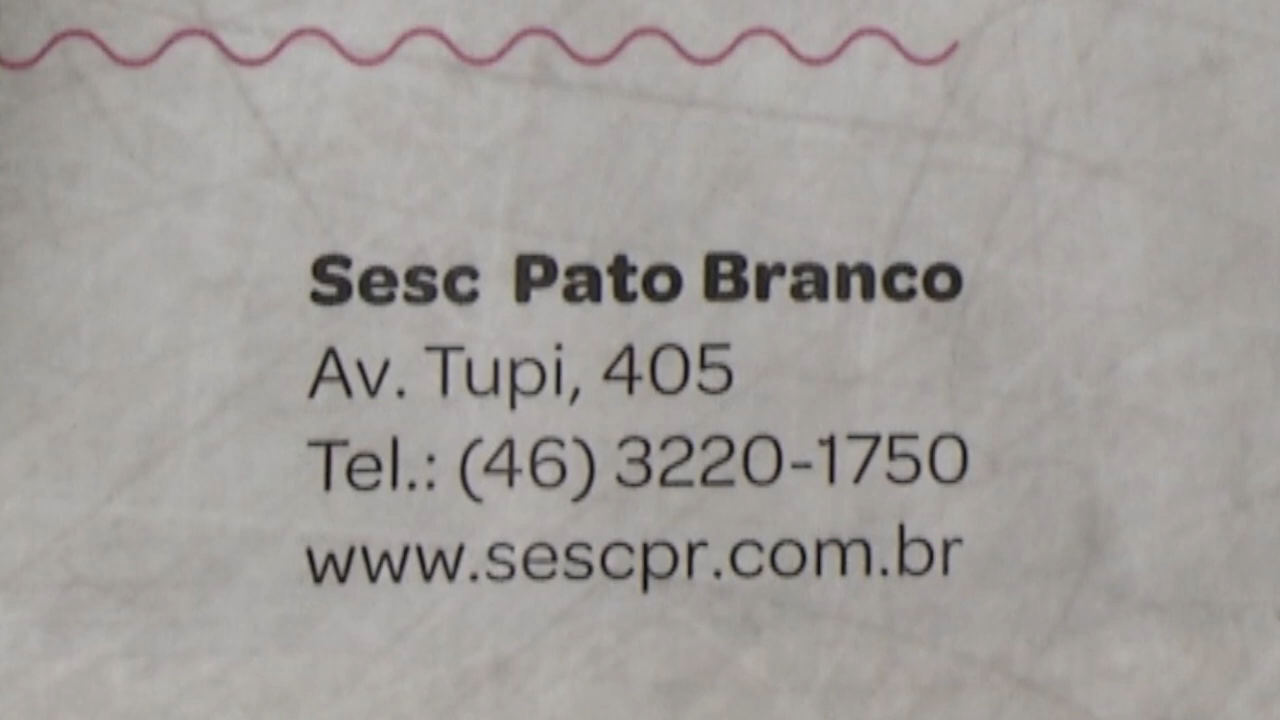 Sesc Pato Branco
Av. Tupi, 405
Tel.: (46) 3220-1750
www.sescpr.com.br